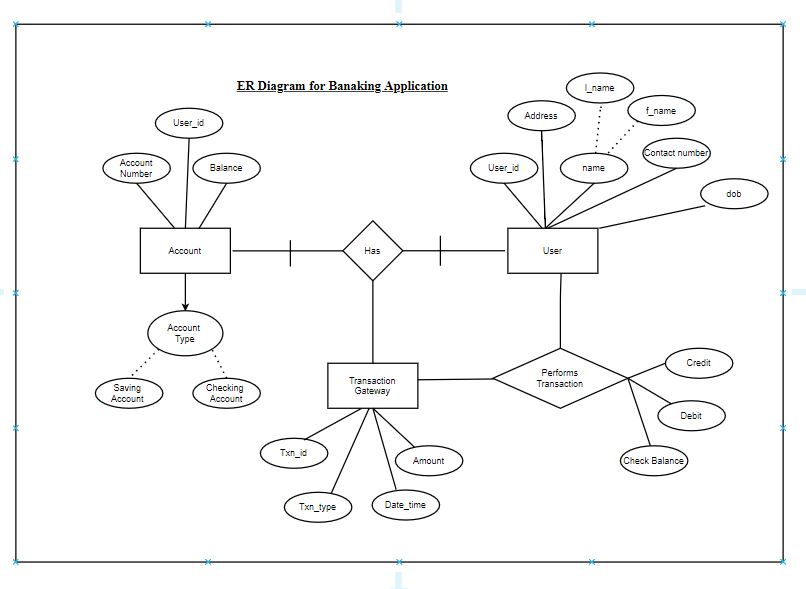 ER Diagram for Banaking Application
l_name
f_name
Address
User_id
Contact number
Account
Number
Balance
User_id
name
dob
Account
Has
User
Account
Type
Saving
Account
Checking
Account
Transaction
Gateway
Performs
Transaction
Credit
Debit
Check Balance
Txn_id
Amount
Txn_type
Date_time